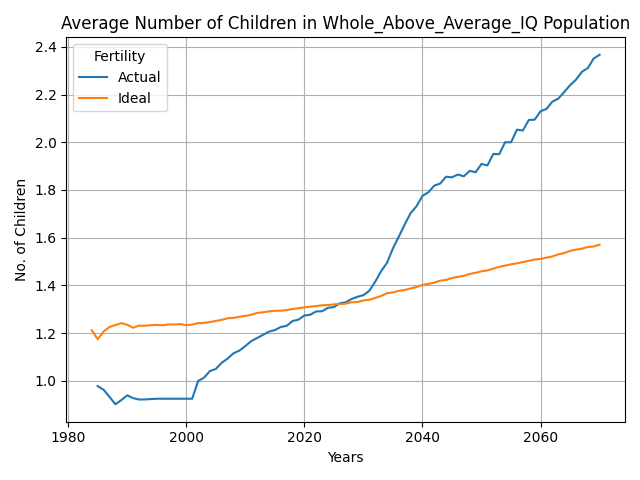 Average Number of Children in Whole_Above_Average_IQ Population
Fertility
Actual
Ideal
2.4
2.2
2.0
1.8
1.6
1.4
1.2
1.0
No. of Children
1980
2000
2020
2040
2060
Years